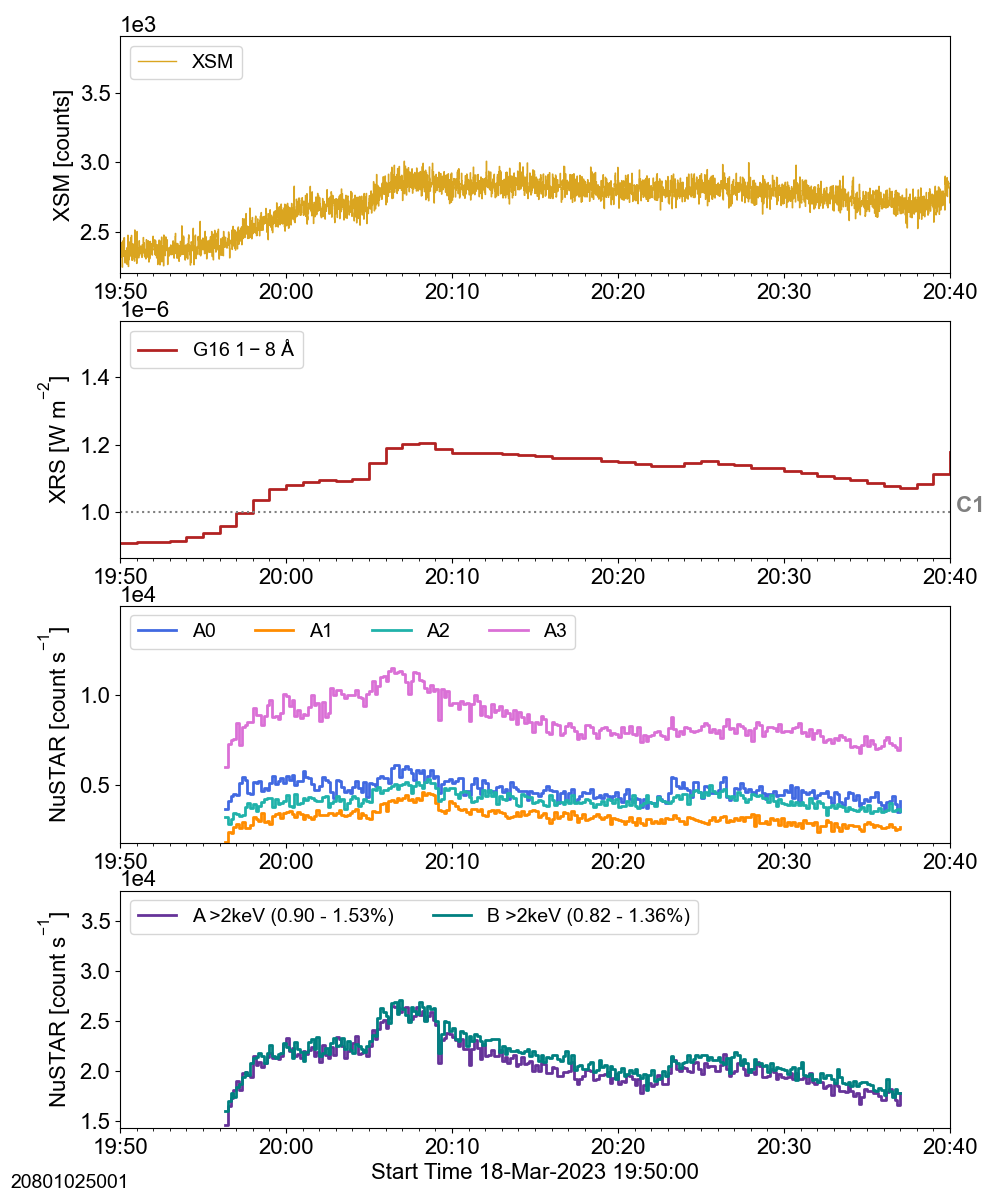 1e3
XSM [counts]
3.5
3.0
2.5
XSM
19:50 20:00 20:10 20:20 20:30 20:40
1e−6
XRS [W m−2]
1.4
1.2
1.0
G16 1 − 8 Å
C1
19:50 20:00 20:10 20:20 20:30 20:40
1e4
NuSTAR [count s−1]
1.0
0.5
A0 A1 A2 A3
19:50 20:00 20:10 20:20 20:30 20:40
1e4
NuSTAR [count s−1]
3.5
3.0
2.5
2.0
1.5
A >2keV (0.90 - 1.53%) B >2keV (0.82 - 1.36%)
19:50 20:00 20:10 20:20 20:30 20:40
Start Time 18-Mar-2023 19:50:00
20801025001